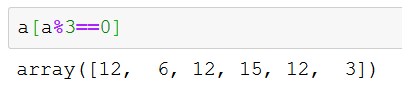 a[a%3==0]
array([12,  6, 12, 15, 12,  3])